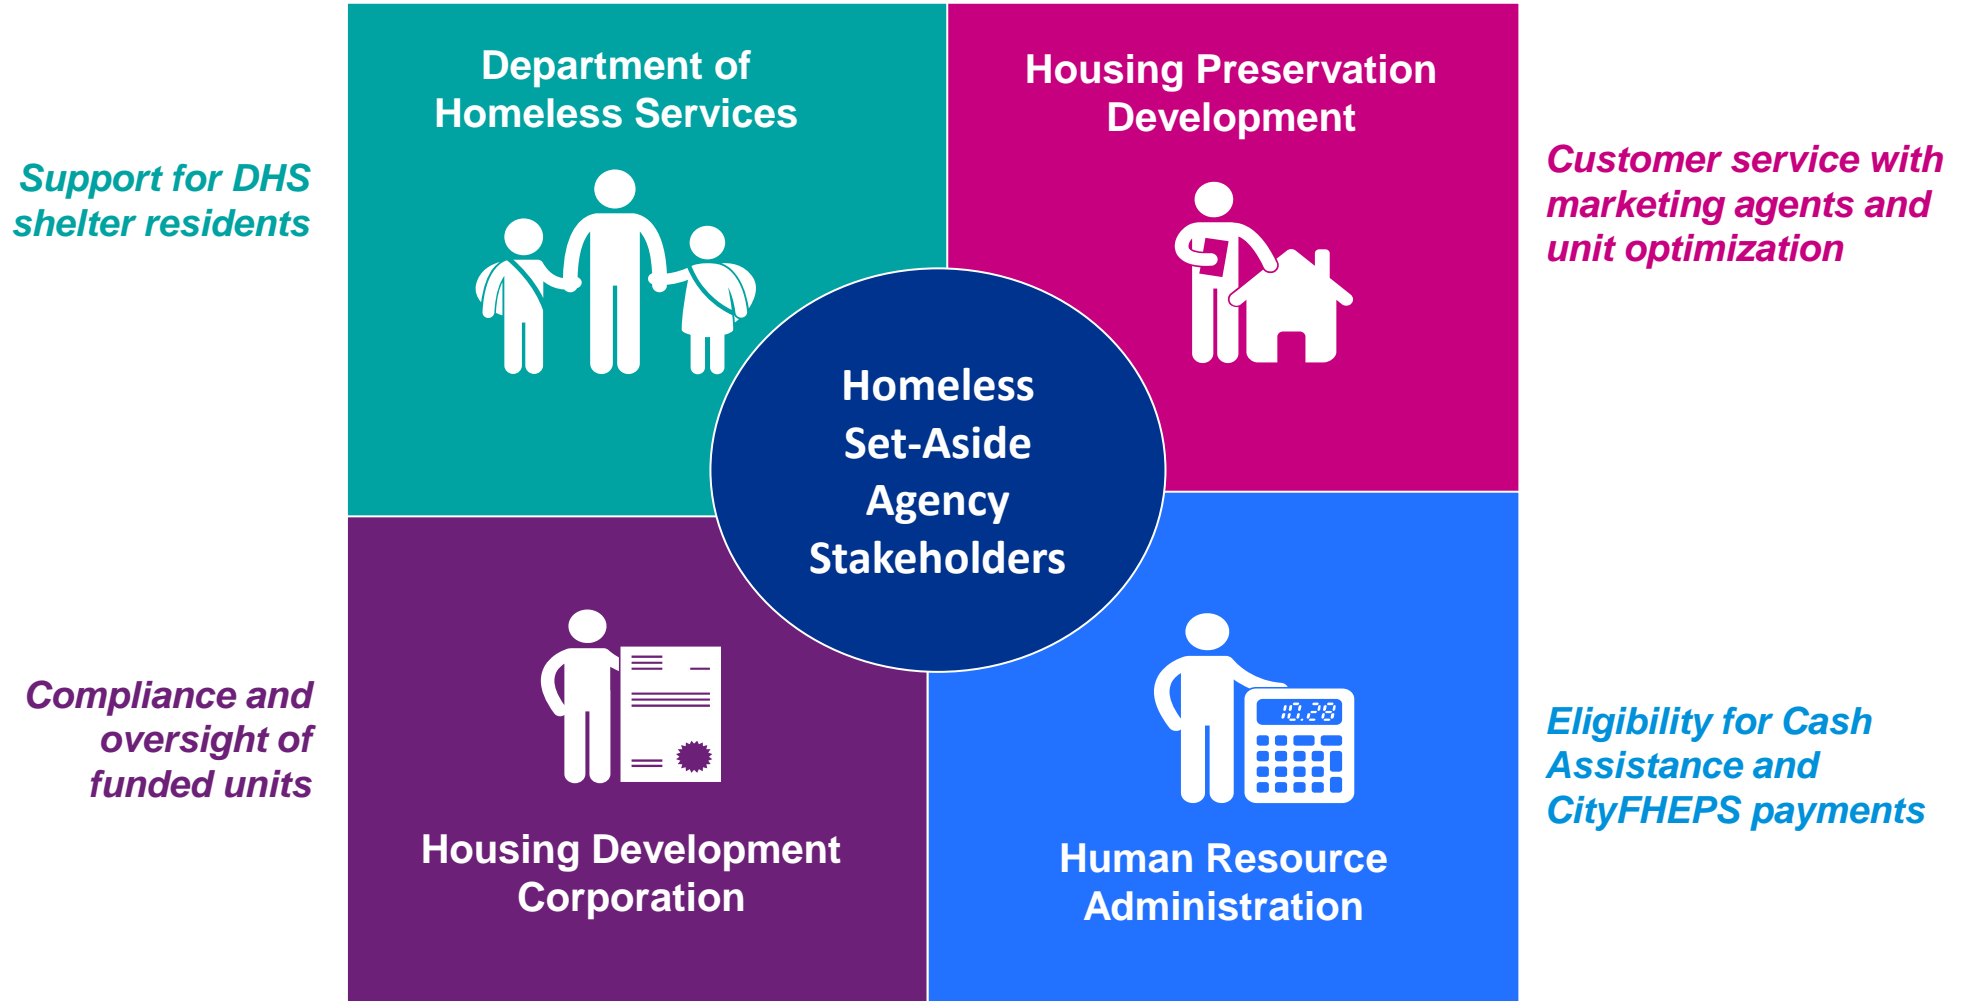 Department of
Homeless Services
Housing Preservation
Development
Support for DHS
shelter residents
Customer service with
marketing agents and
unit optimization
Homeless
Set-Aside
Agency
Stakeholders
Compliance and
oversight of
funded units
10.28
Eligibility for Cash
Assistance and
CityFHEPS payments
Housing Development
Corporation
Human Resource
Administration